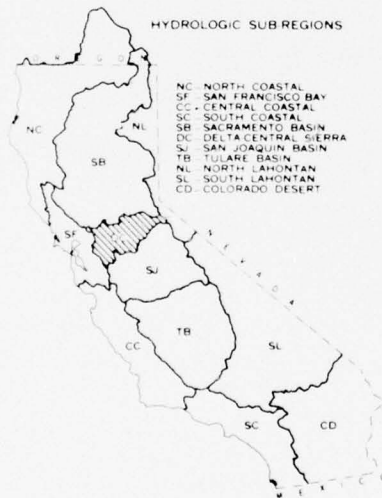 HYDROLOGIC SUB-REGIONS
NC - NORTH COASTAL
SF - SAN FRANCISCO BAY
CC - CENTRAL COASTAL
SC - SOUTH COASTAL
SB - SACRAMENTO BASIN
DC - DELTA-CENTRAL SIERRA
SJ - SAN JOAQUIN BASIN
TB - TULARE BASIN
NL - NORTH LAHONTAN
SL - SOUTH LAHONTAN
CD - COLORADO DESERT
NC
NL
SB
SF
NEVADA
SJ
CC
TB
SL
SC
CD